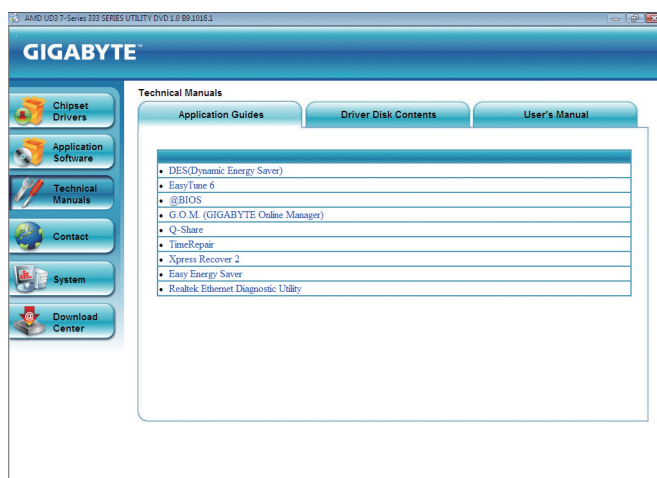 AMD UD3 7-Series 333 SERIES UTILITY DVD 1.0 B9.1016.1
GIGABYTE™
Technical Manuals
Application Guides
Driver Disk Contents
User's Manual
Chipset
Drivers
Application
Software
Technical
Manuals
Contact
System
Download
Center
DES(Dynamic Energy Saver)
EasyTune 6
@BIOS
G.O.M. (GIGABYTE Online Manager)
Q-Share
TimeRepair
Xpress Recover 2
Easy Energy Saver
Realtek Ethernet Diagnostic Utility